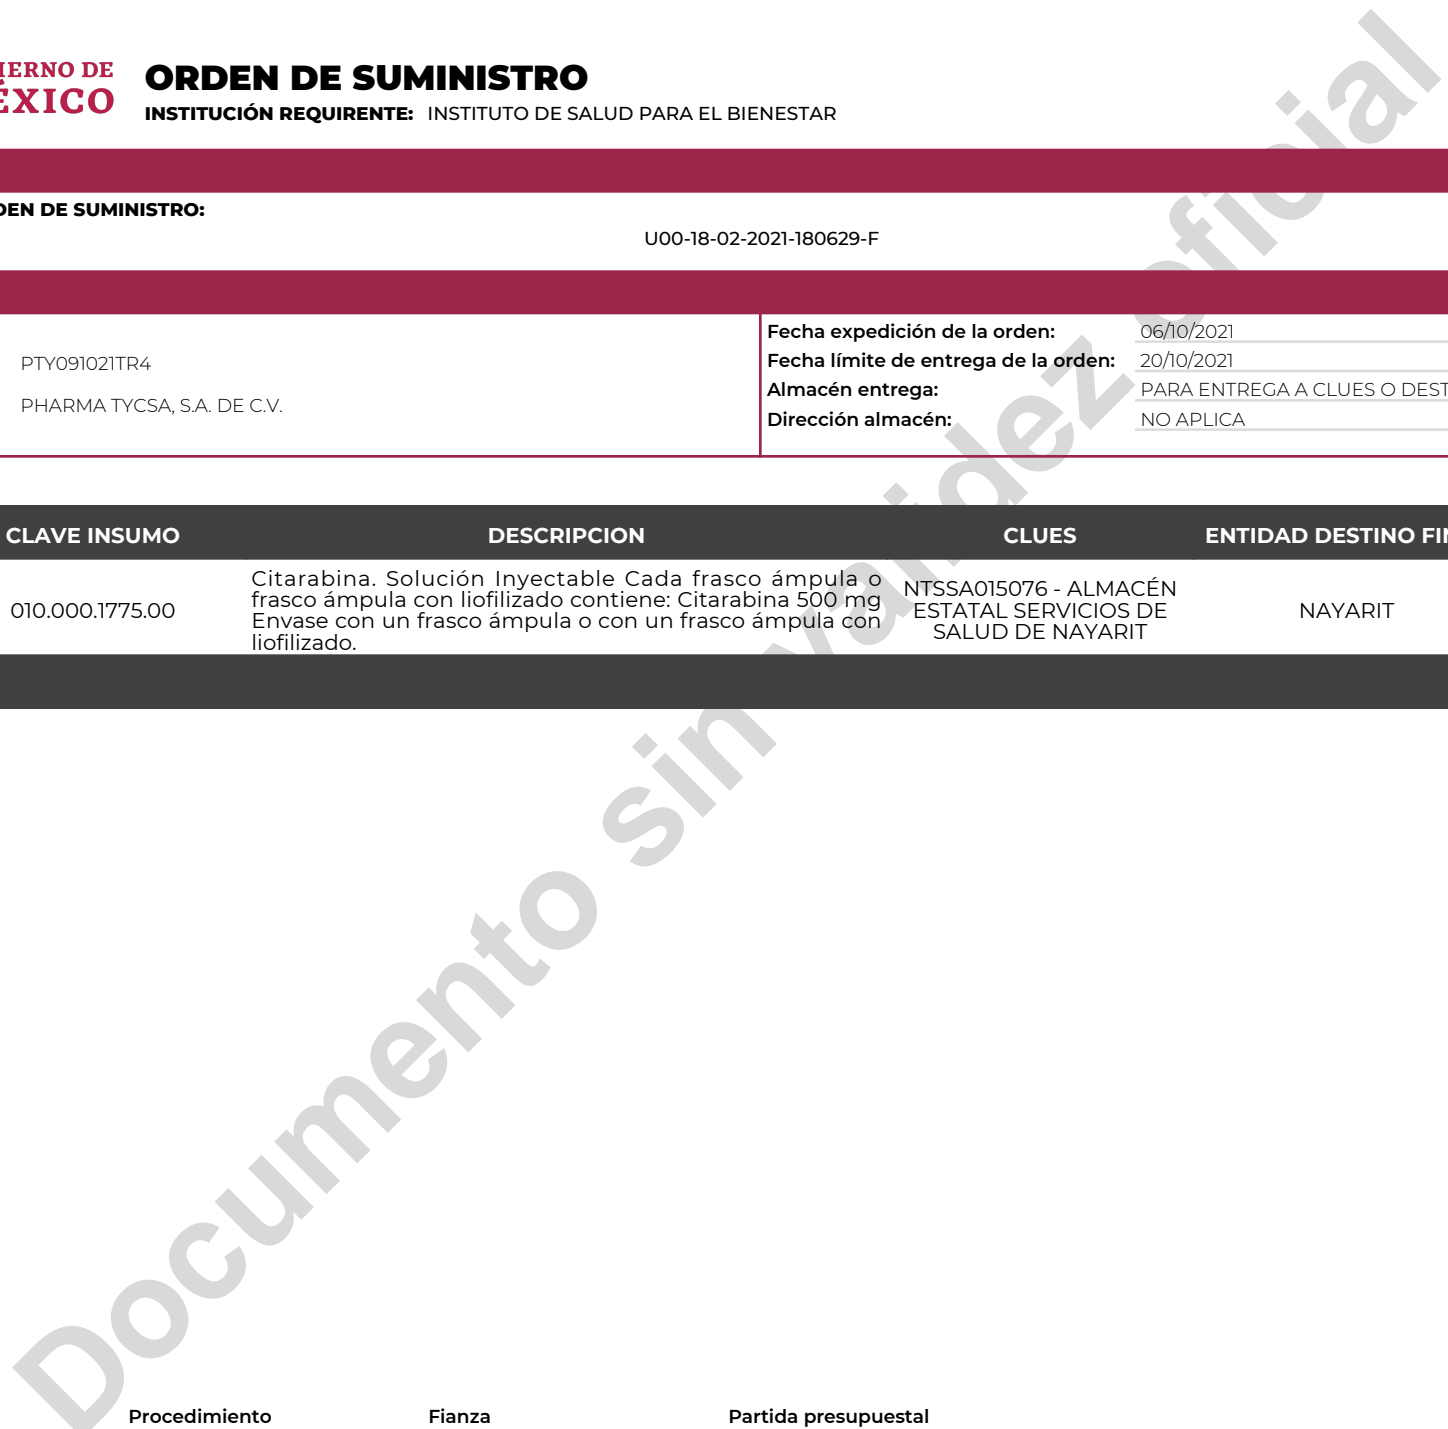 IERNO DE
ÉXICO
ORDEN DE SUMINISTRO
INSTITUCIÓN REQUIRENTE: INSTITUTO DE SALUD PARA EL BIENESTAR
DEN DE SUMINISTRO:
U00-18-02-2021-180629-F
PTY091021TR4
PHARMA TYCSA, S.A. DE C.V.
Fecha expedición de la orden: 06/10/2021
Fecha límite de entrega de la orden: 20/10/2021
Almacén entrega: PARA ENTREGA A CLUES O DEST
Dirección almacén: NO APLICA
CLAVE INSUMO DESCRIPCION CLUES ENTIDAD DESTINO FIN
010.000.1775.00
Citarabina. Solución Inyectable Cada frasco ámpula o
frasco ámpula con liofilizado contiene: Citarabina 500 mg
Envase con un frasco ámpula o con un frasco ámpula con
liofilizado.
NTSSA015076 - ALMACÉN
ESTATAL SERVICIOS DE
SALUD DE NAYARIT
NAYARIT
Documento sin validez oficial
Procedimiento Fianza Partida presupuestal